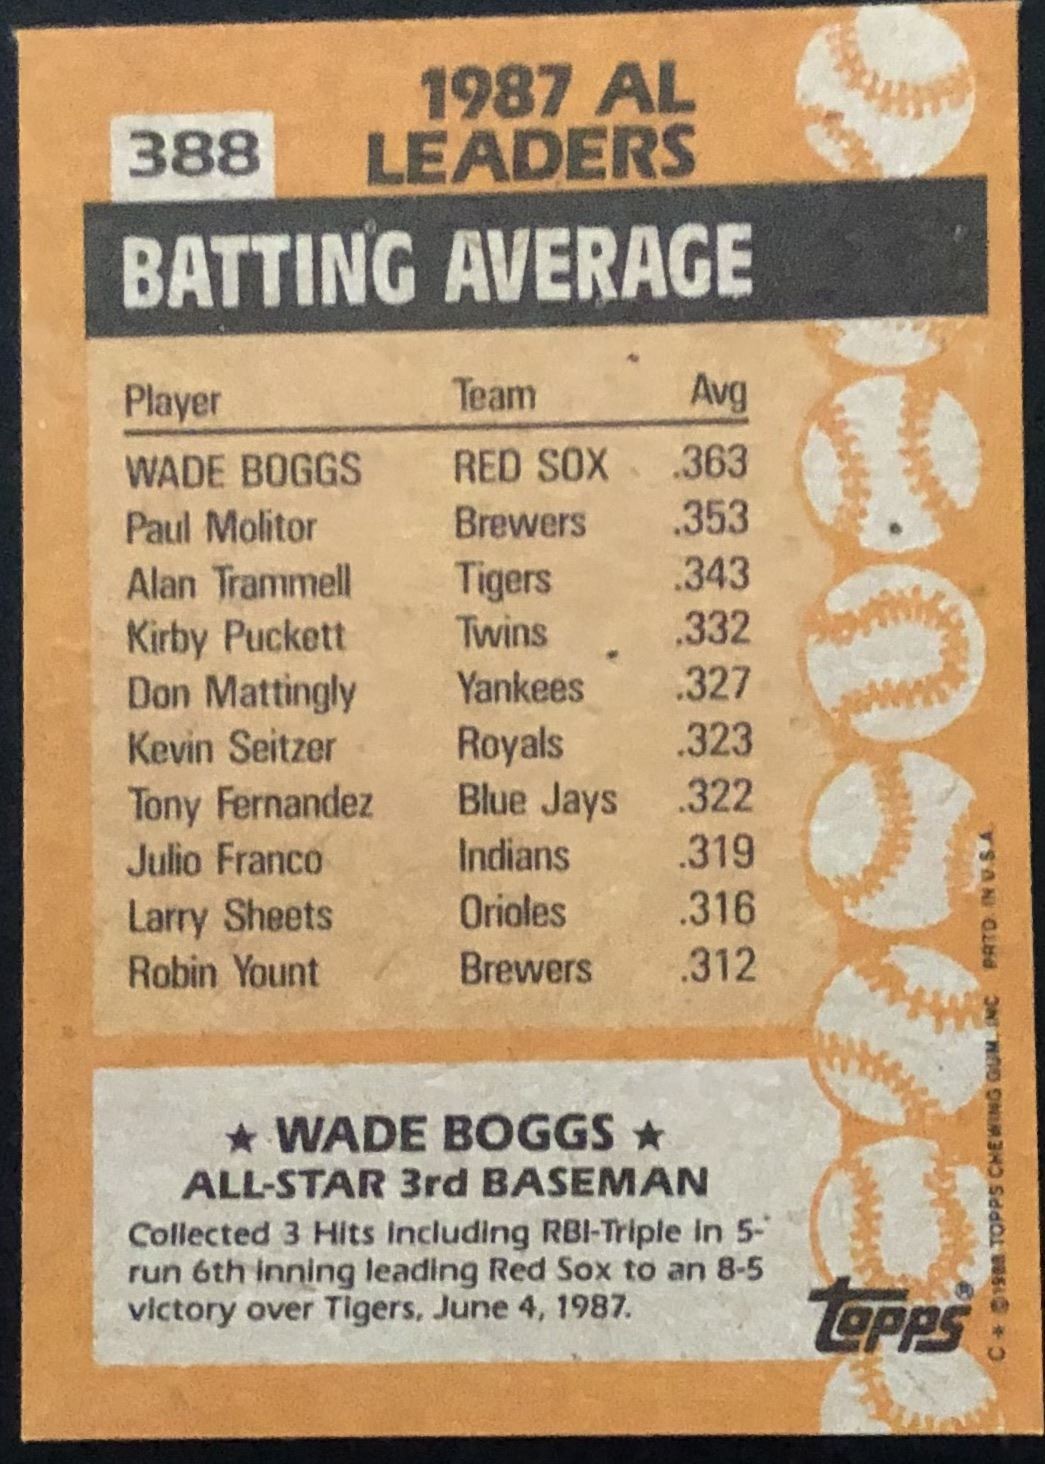 1987 AL
LEADERS
388
BATTING AVERAGE
Player Team Avg
WADE BOGGS RED SOX .363
Paul Molitor Brewers .353
Alan Trammell Tigers .343
Kirby Puckett Twins .332
Don Mattingly Yankees .327
Kevin Seitzer Royals .323
Tony Fernandez Blue Jays .322
Julio Franco Indians .319
Larry Sheets Orioles .316
Robin Yount Brewers .312
★ WADE BOGGS ★
ALL-STAR 3rd BASEMAN
Collected 3 Hits including RBI-Triple in 5-
run 6th inning leading Red Sox to an 8-5
victory over Tigers, June 4, 1987.
topps®
C ★ © 1988 TOPPS CHEWING GUM, INC PRTD. IN U.S.A.